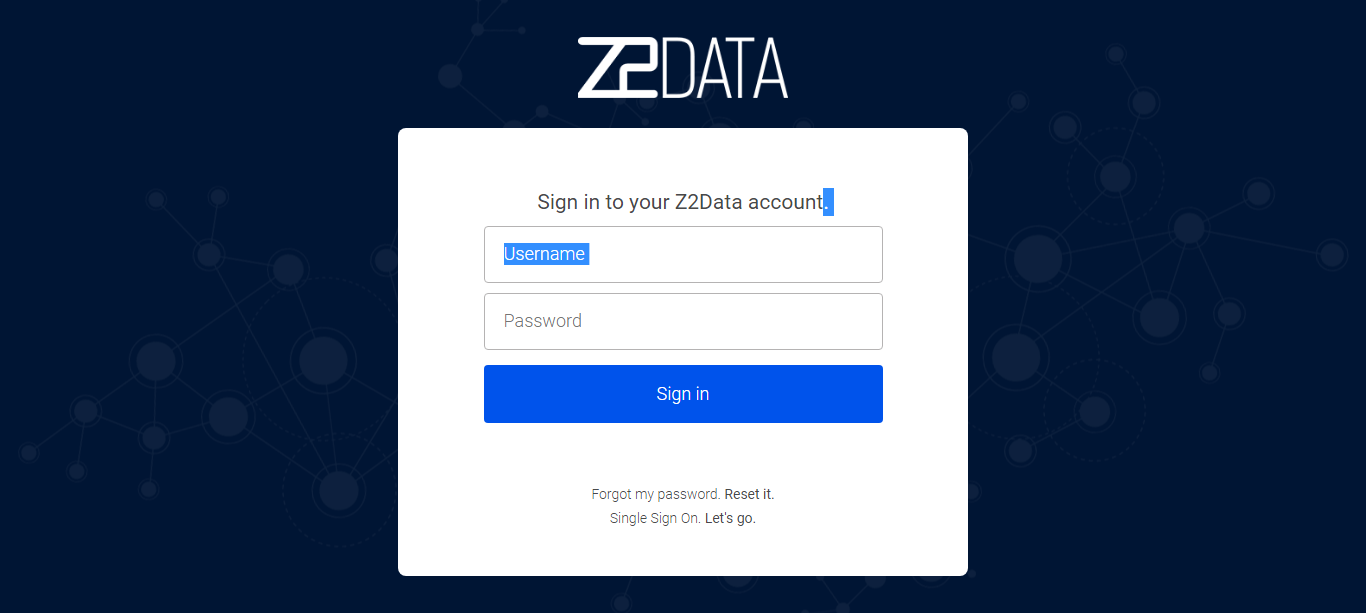 Z2DATA
Sign in to your Z2Data account.
Username
Password
Sign in
Forgot my password. Reset it.
Single Sign On. Let's go.